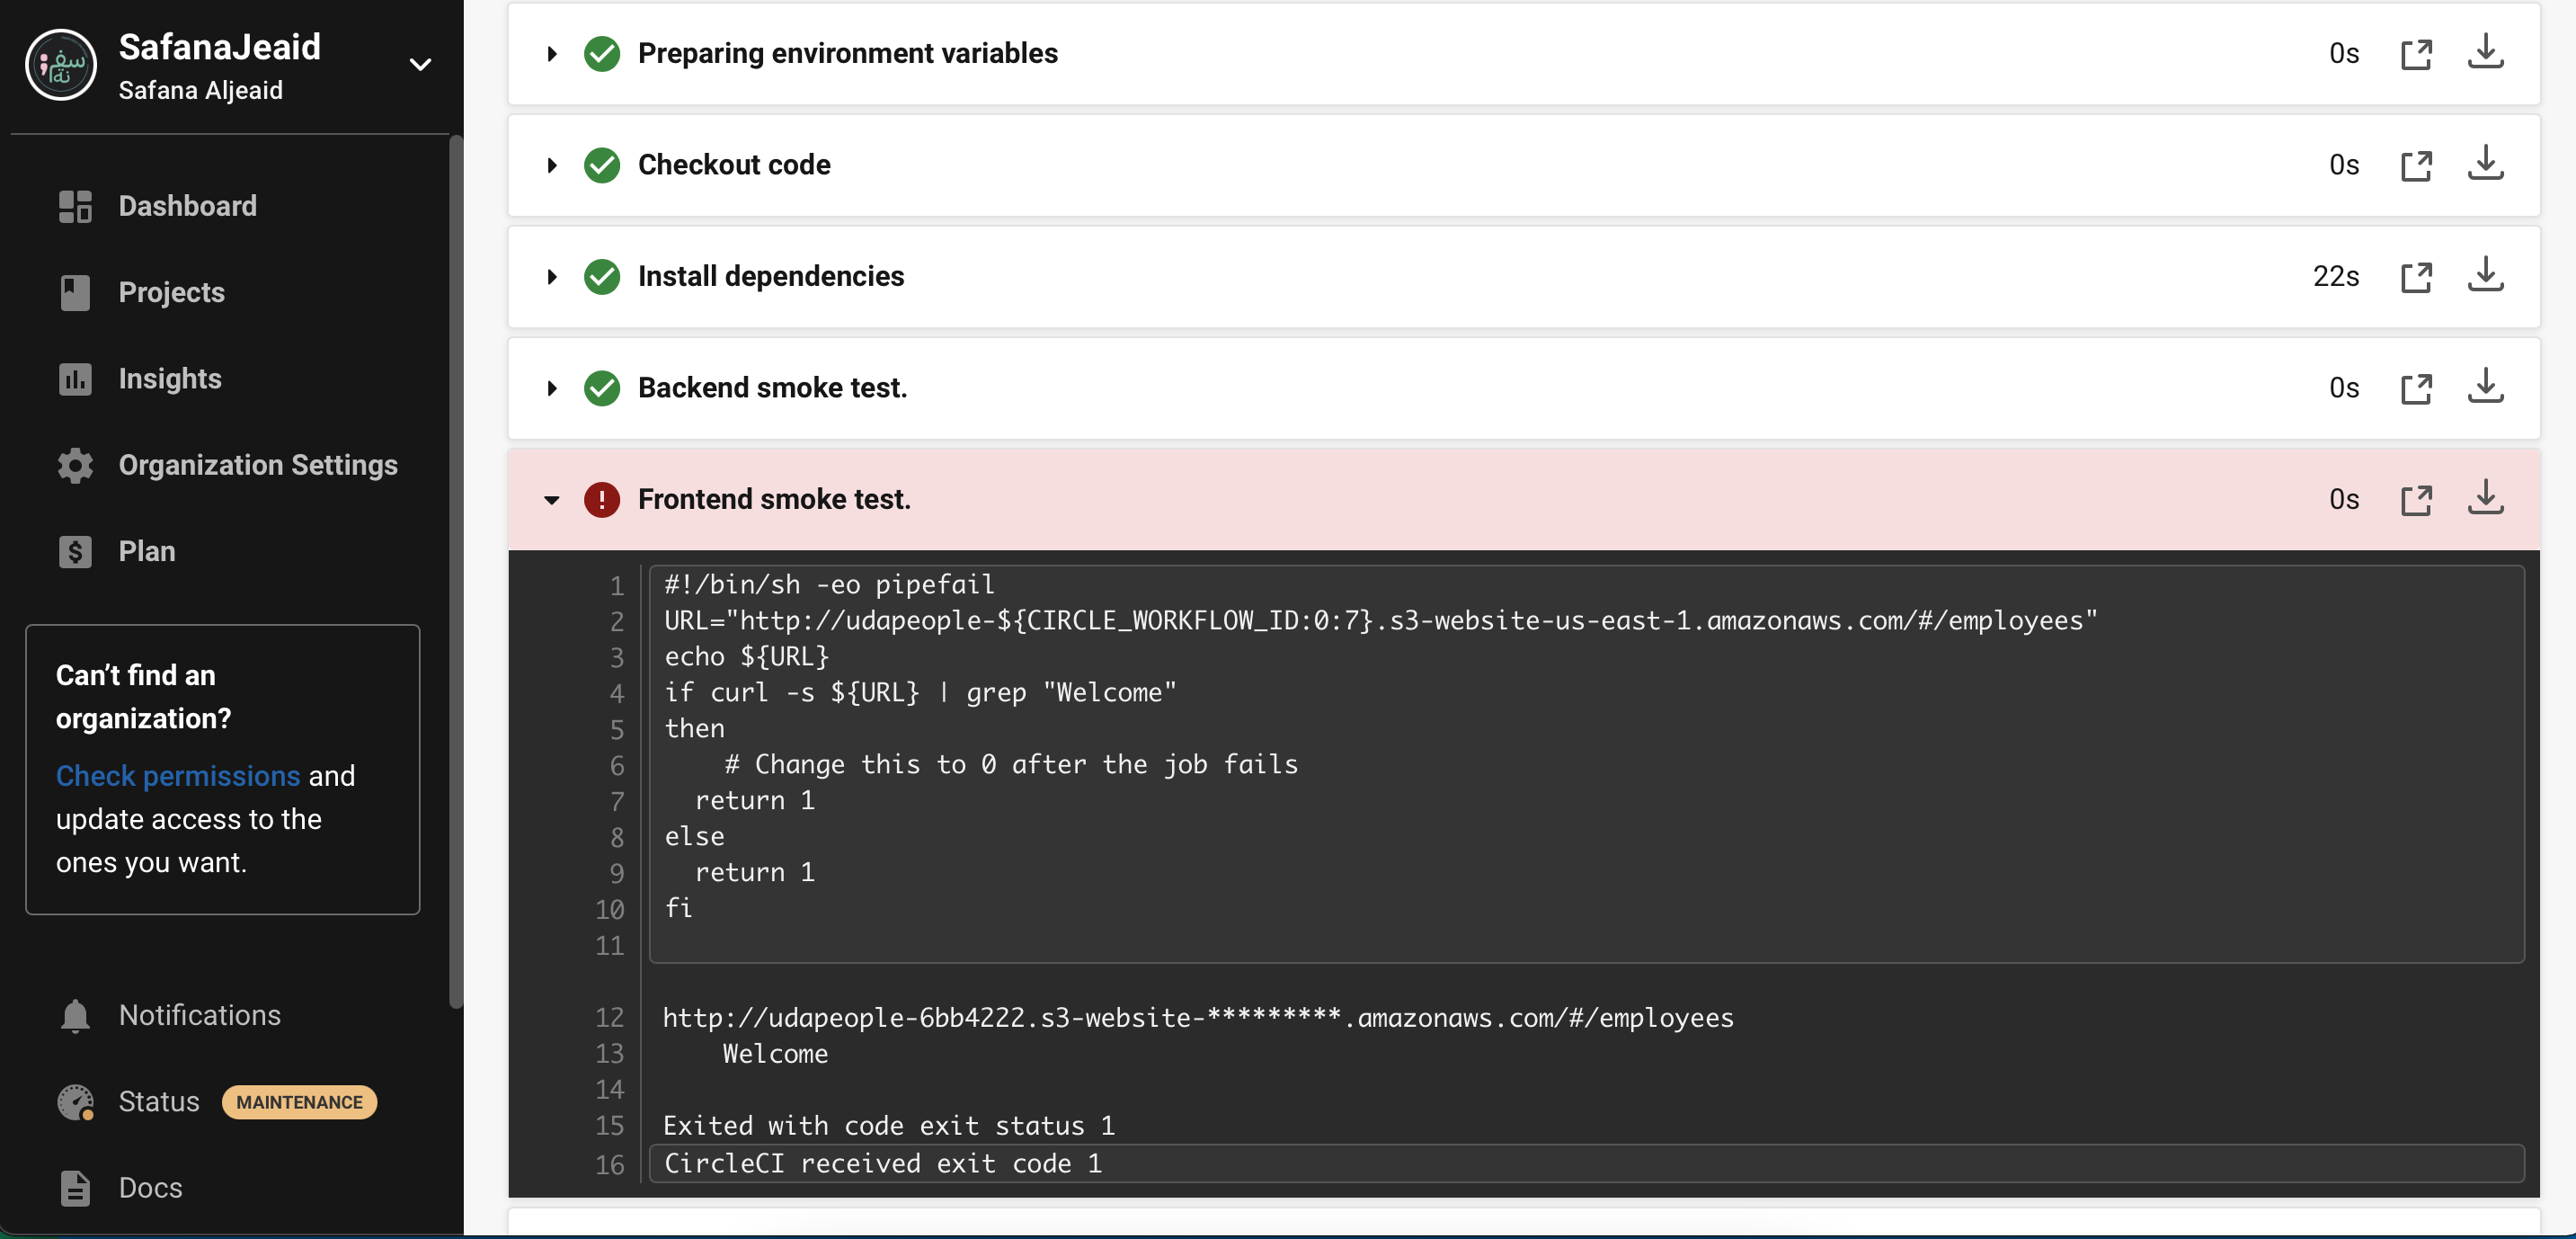 سفانه
SafanaJeaid
Safana Aljeaid
Dashboard
Projects
Insights
Organization Settings
Plan
Can’t find an
organization?
Check permissions and
update access to the
ones you want.
Notifications
Status MAINTENANCE
Docs
Preparing environment variables 0s
Checkout code 0s
Install dependencies 22s
Backend smoke test. 0s
Frontend smoke test. 0s
1 #!/bin/sh -eo pipefail
2 URL="http://udapeople-${CIRCLE_WORKFLOW_ID:0:7}.s3-website-us-east-1.amazonaws.com/#/employees"
3 echo ${URL}
4 if curl -s ${URL} | grep "Welcome"
5 then
6     # Change this to 0 after the job fails
7   return 1
8 else
9   return 1
10 fi
11
12 http://udapeople-6bb4222.s3-website-*********.amazonaws.com/#/employees
13     Welcome
14
15 Exited with code exit status 1
16 CircleCI received exit code 1